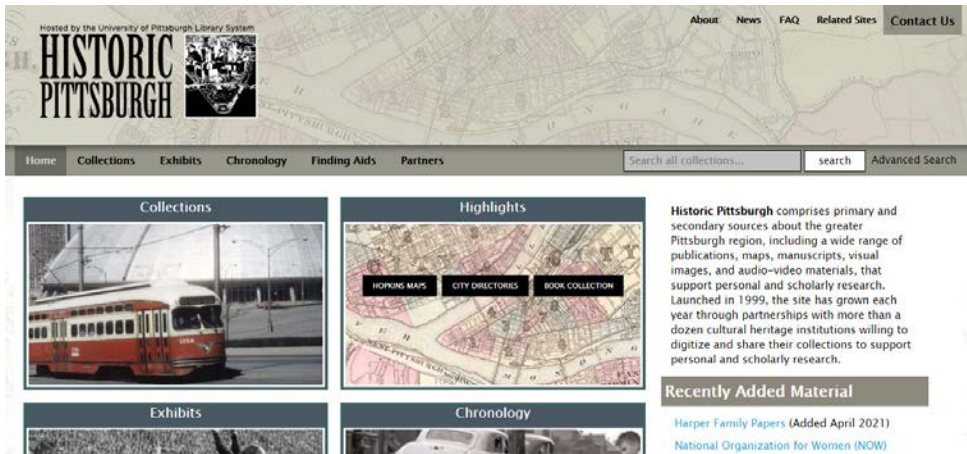 Hosted by the University of Pittsburgh Library System
HISTORIC
PITTSBURGH
About News FAQ Related Sites Contact Us
Home Collections Exhibits Chronology Finding Aids Partners
Search all collections... search Advanced Search
Collections
Highlights
HOPKINS MAPS CITY DIRECTORIES BOOK COLLECTION
Historic Pittsburgh comprises primary and
secondary sources about the greater
Pittsburgh region, including a wide range of
publications, maps, manuscripts, visual
images, and audio-video materials, that
support personal and scholarly research.
Launched in 1999, the site has grown each
year through partnerships with more than a
dozen cultural heritage institutions willing to
digitize and share their collections to support
personal and scholarly research.
Recently Added Material
Harper Family Papers (Added April 2021)
National Organization for Women (NOW)
Exhibits
Chronology